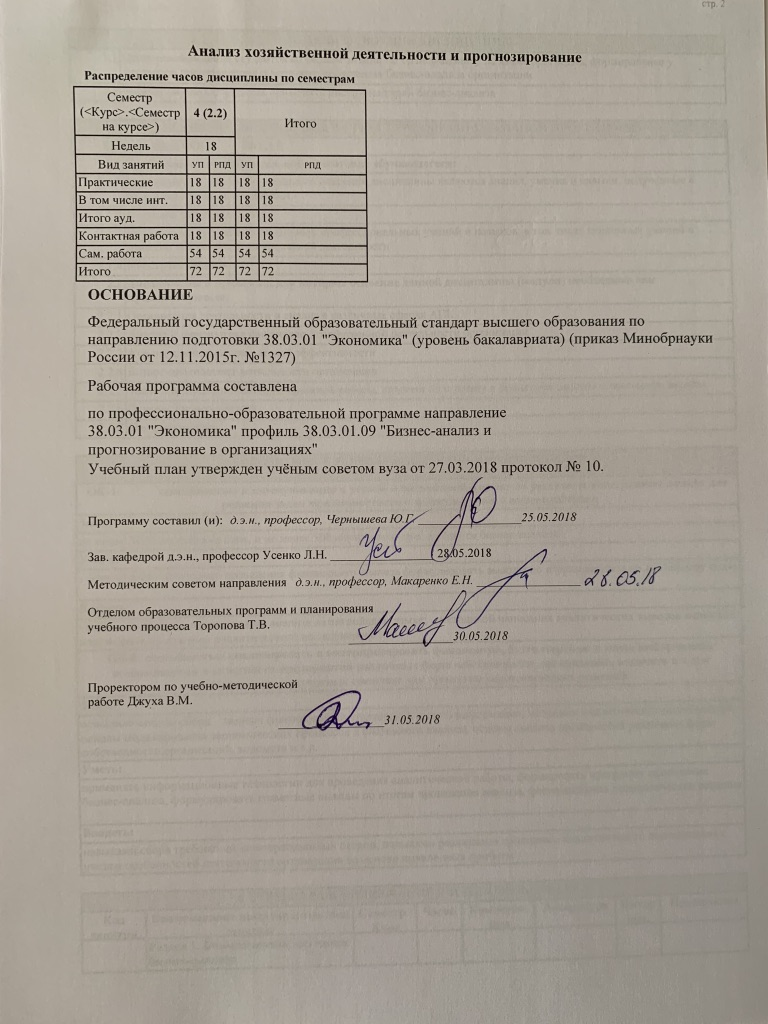 стр. 2
Анализ хозяйственной деятельности и прогнозирование
Распределение часов дисциплины по семестрам
Семестр
(<Курс>.<Семестр
на курсе>)
4 (2.2)
Итого
Недель 18
Вид занятий УП РПД УП РПД
Практические 18 18 18 18
В том числе инт. 18 18 18 18
Итого ауд. 18 18 18 18
Контактная работа 18 18 18 18
Сам. работа 54 54 54 54
Итого 72 72 72 72
ОСНОВАНИЕ
Федеральный государственный образовательный стандарт высшего образования по
направлению подготовки 38.03.01 "Экономика" (уровень бакалавриата) (приказ Минобрнауки
России от 12.11.2015г. №1327)
Рабочая программа составлена
по профессионально-образовательной программе направление
38.03.01 "Экономика" профиль 38.03.01.09 "Бизнес-анализ и
прогнозирование в организациях"
Учебный план утвержден учёным советом вуза от 27.03.2018 протокол № 10.
Программу составил (и): д.э.н., профессор, Чернышева Ю.Г. 25.05.2018
Зав. кафедрой д.э.н., профессор Усенко Л.Н. 28.05.2018
Методическим советом направления д.э.н., профессор, Макаренко Е.Н. 28.05.18
Отделом образовательных программ и планирования
учебного процесса Торопова Т.В.
30.05.2018
Проректором по учебно-методической
работе Джуха В.М.
31.05.2018